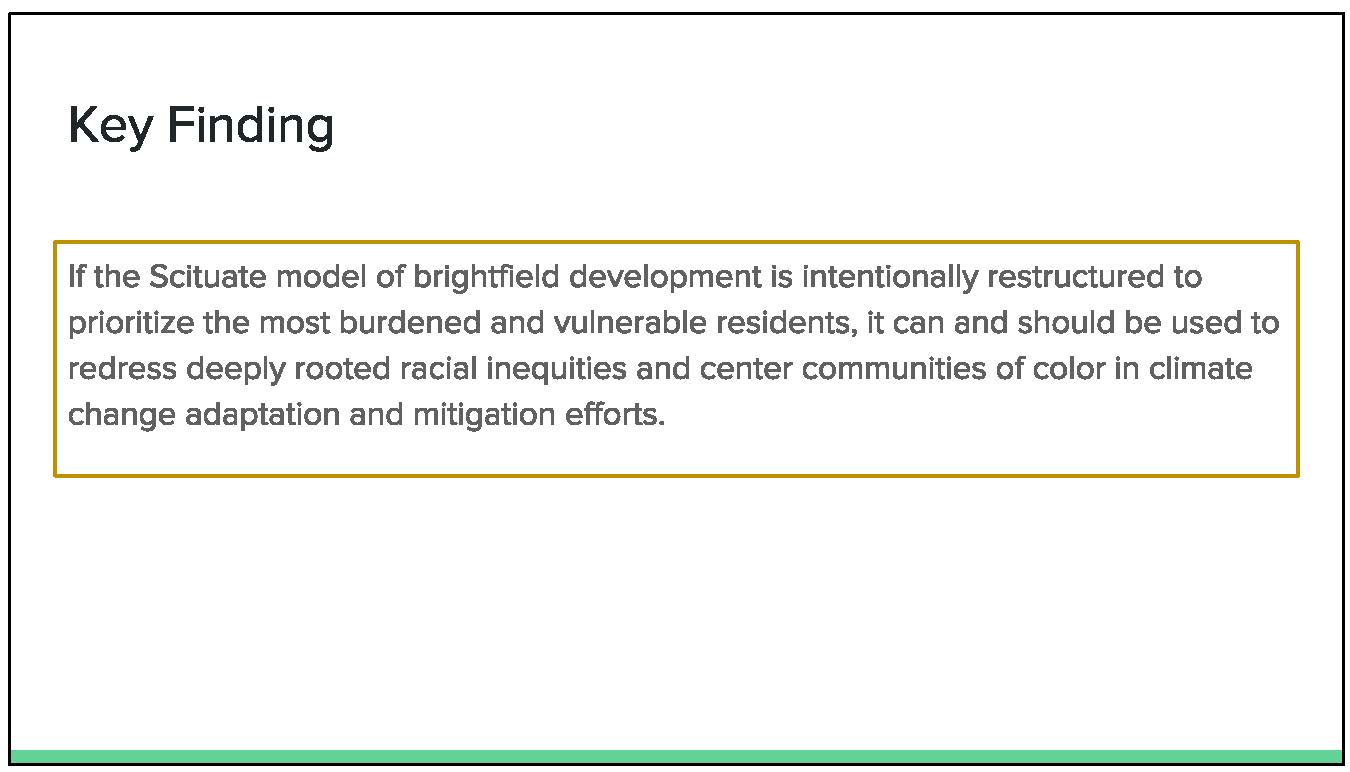 Key Finding
If the Scituate model of brightfield development is intentionally restructured to
prioritize the most burdened and vulnerable residents, it can and should be used to
redress deeply rooted racial inequities and center communities of color in climate
change adaptation and mitigation efforts.